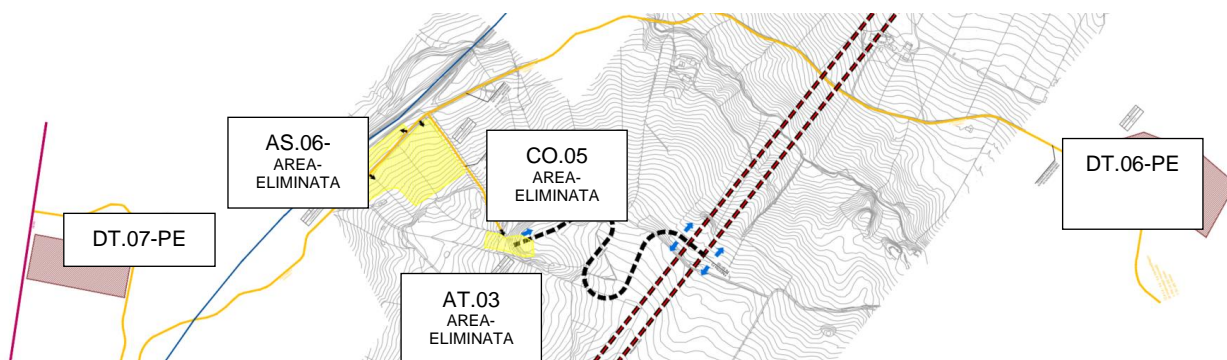 AS.06-
AREA-
ELIMINATA
CO.05
AREA-
ELIMINATA
DT.06-PE
DT.07-PE
AT.03
AREA-
ELIMINATA